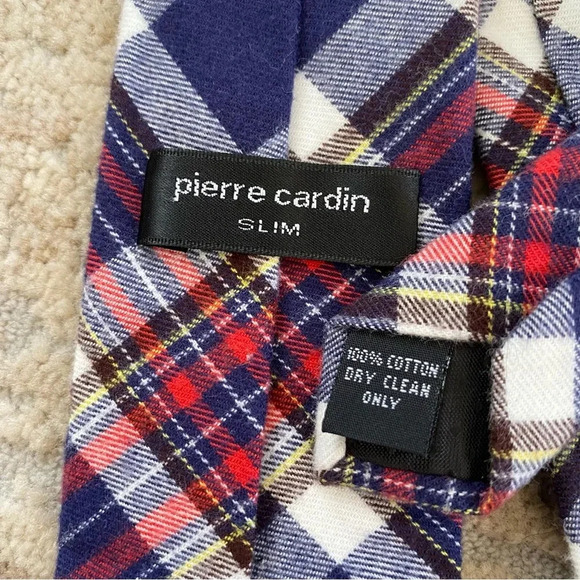 pierre cardin
SLIM
100% COTTON
DRY CLEAN
ONLY